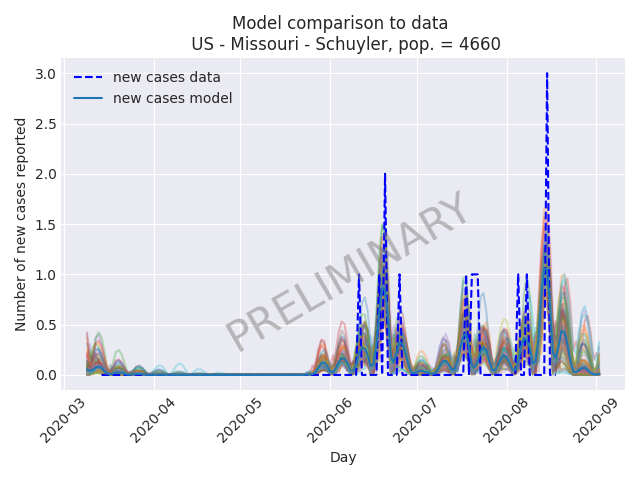 Model comparison to data
US - Missouri - Schuyler, pop. = 4660
new cases data
new cases model
PRELIMINARY
Number of new cases reported
3.0
2.5
2.0
1.5
1.0
0.5
0.0
2020-03
2020-04
2020-05
2020-06
2020-07
2020-08
2020-09
Day